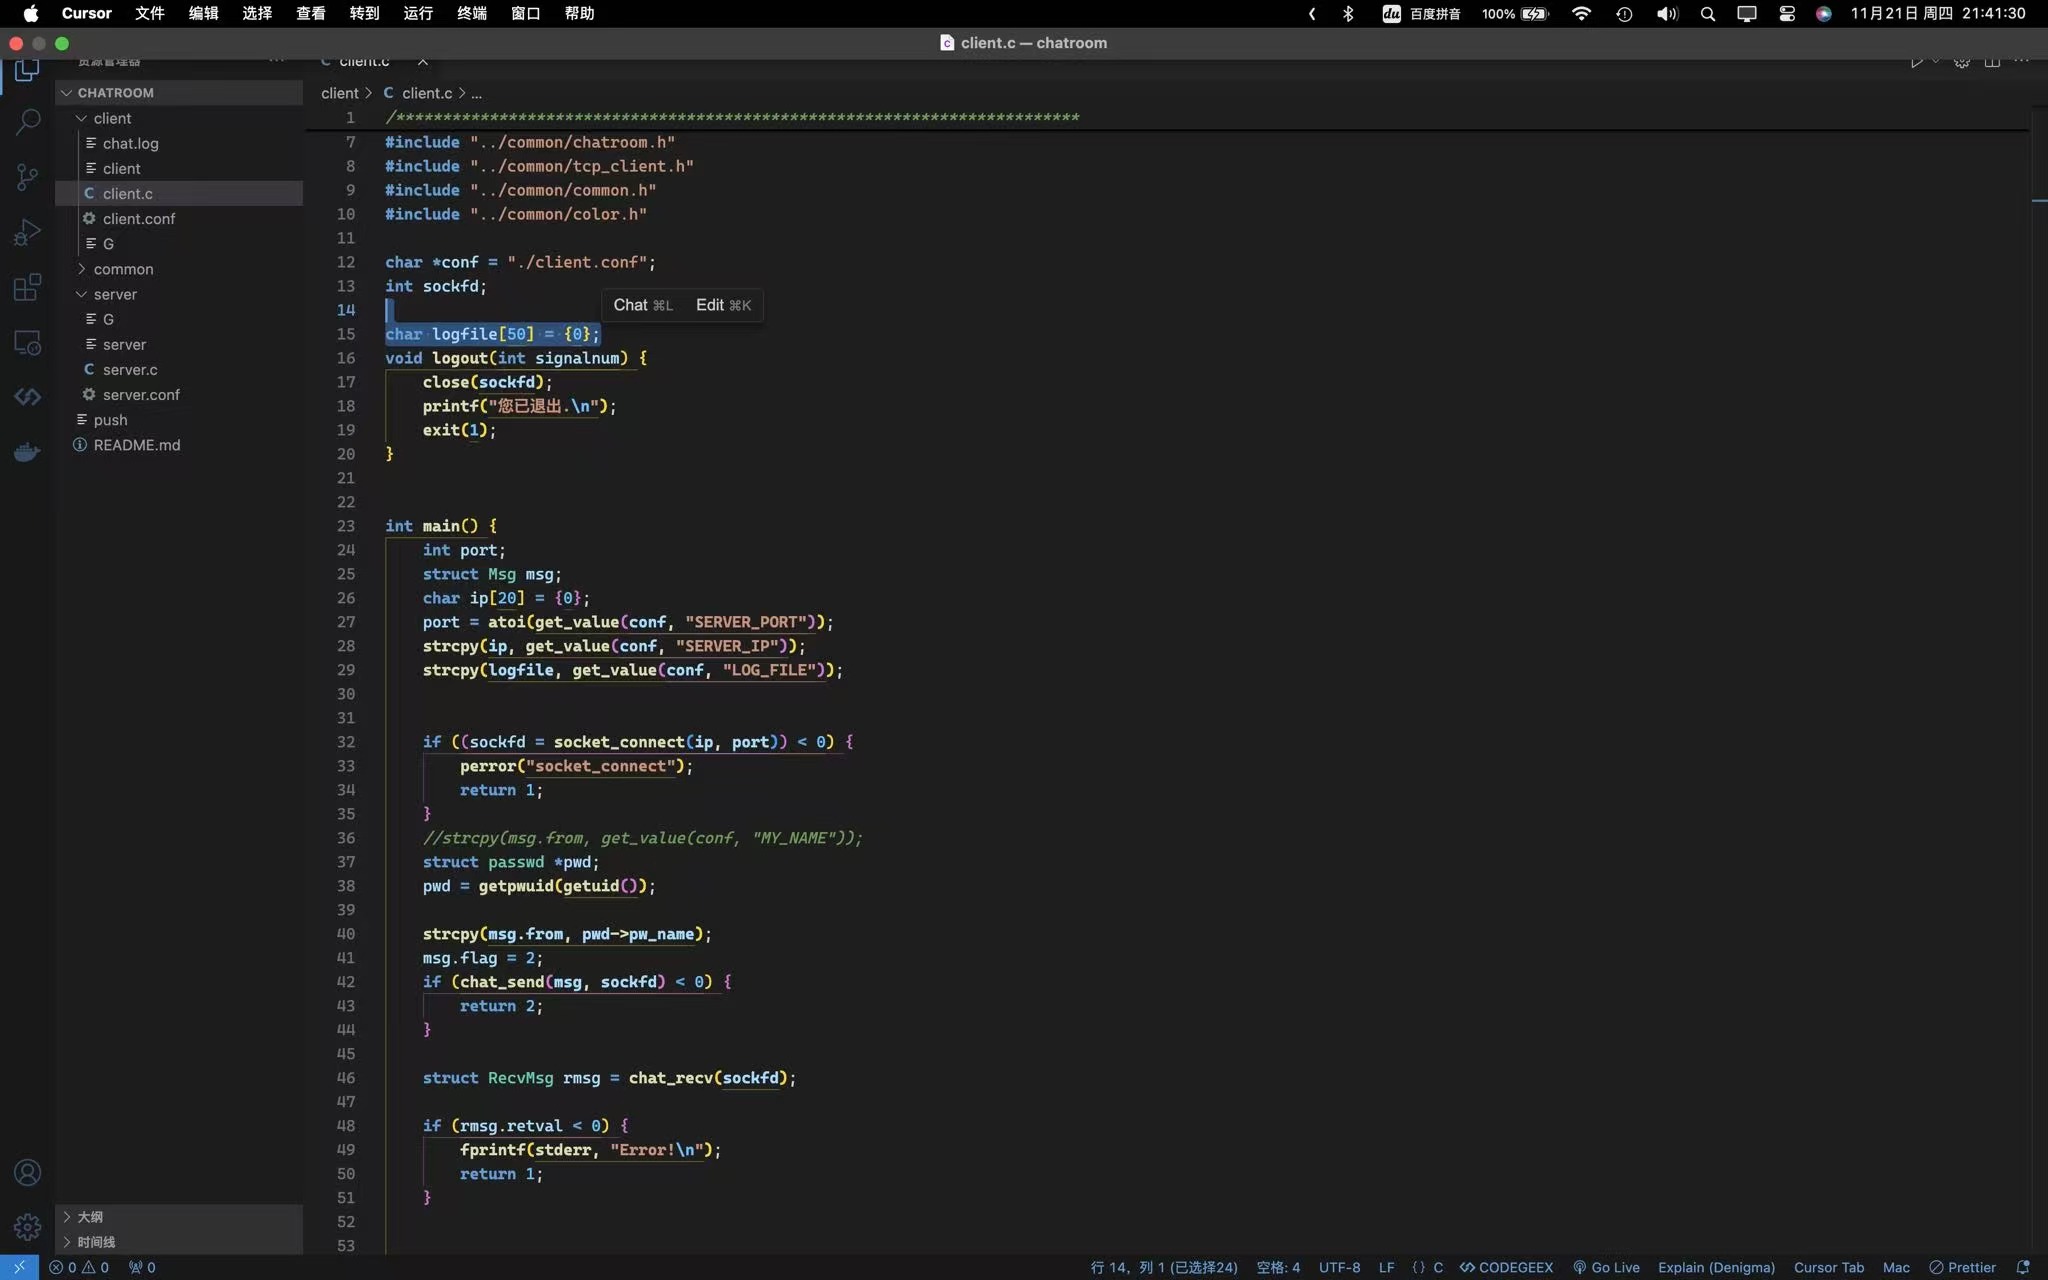 Cursor 文件 编辑 选择 查看 转到 运行 终端 窗口 帮助 du 百度拼音 100% 11月21日 周四 21:41:30
client.c — chatroom
资源管理器
client.c
CHATROOM
client
chat.log
client
client.c
client.conf
G
common
server
G
server
server.c
server.conf
push
README.md
大纲
时间线
client > C client.c > ...
1 /*************************************************************************
7 #include "../common/chatroom.h"
8 #include "../common/tcp_client.h"
9 #include "../common/common.h"
10 #include "../common/color.h"
11
12 char *conf = "./client.conf";
13 int sockfd;
Chat ⌘L Edit ⌘K
14
15 char logfile[50] = {0};
16 void logout(int signalnum) {
17     close(sockfd);
18     printf("您已退出.\n");
19     exit(1);
20 }
21
22
23 int main() {
24     int port;
25     struct Msg msg;
26     char ip[20] = {0};
27     port = atoi(get_value(conf, "SERVER_PORT"));
28     strcpy(ip, get_value(conf, "SERVER_IP"));
29     strcpy(logfile, get_value(conf, "LOG_FILE"));
30
31
32     if ((sockfd = socket_connect(ip, port)) < 0) {
33         perror("socket_connect");
34         return 1;
35     }
36     //strcpy(msg.from, get_value(conf, "MY_NAME"));
37     struct passwd *pwd;
38     pwd = getpwuid(getuid());
39
40     strcpy(msg.from, pwd->pw_name);
41     msg.flag = 2;
42     if (chat_send(msg, sockfd) < 0) {
43         return 2;
44     }
45
46     struct RecvMsg rmsg = chat_recv(sockfd);
47
48     if (rmsg.retval < 0) {
49         fprintf(stderr, "Error!\n");
50         return 1;
51     }
52
53
0 0 0 行 14, 列 1 (已选择24) 空格: 4 UTF-8 LF {} C CODEGEEX Go Live Explain (Denigma) Cursor Tab Mac Prettier